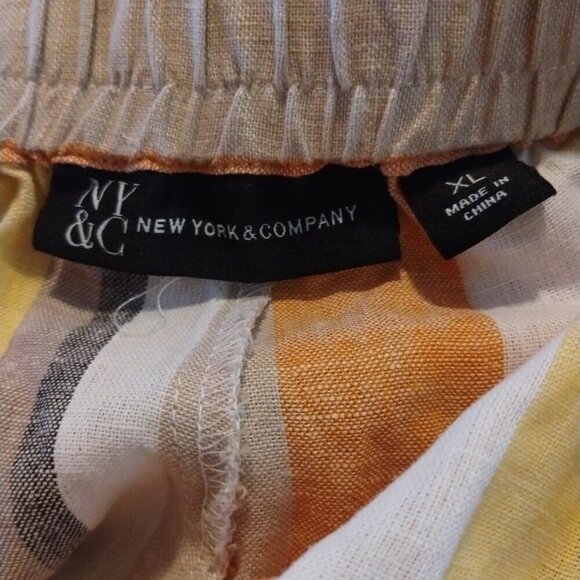 NY
&C NEW YORK & COMPANY
XL
MADE IN
CHINA